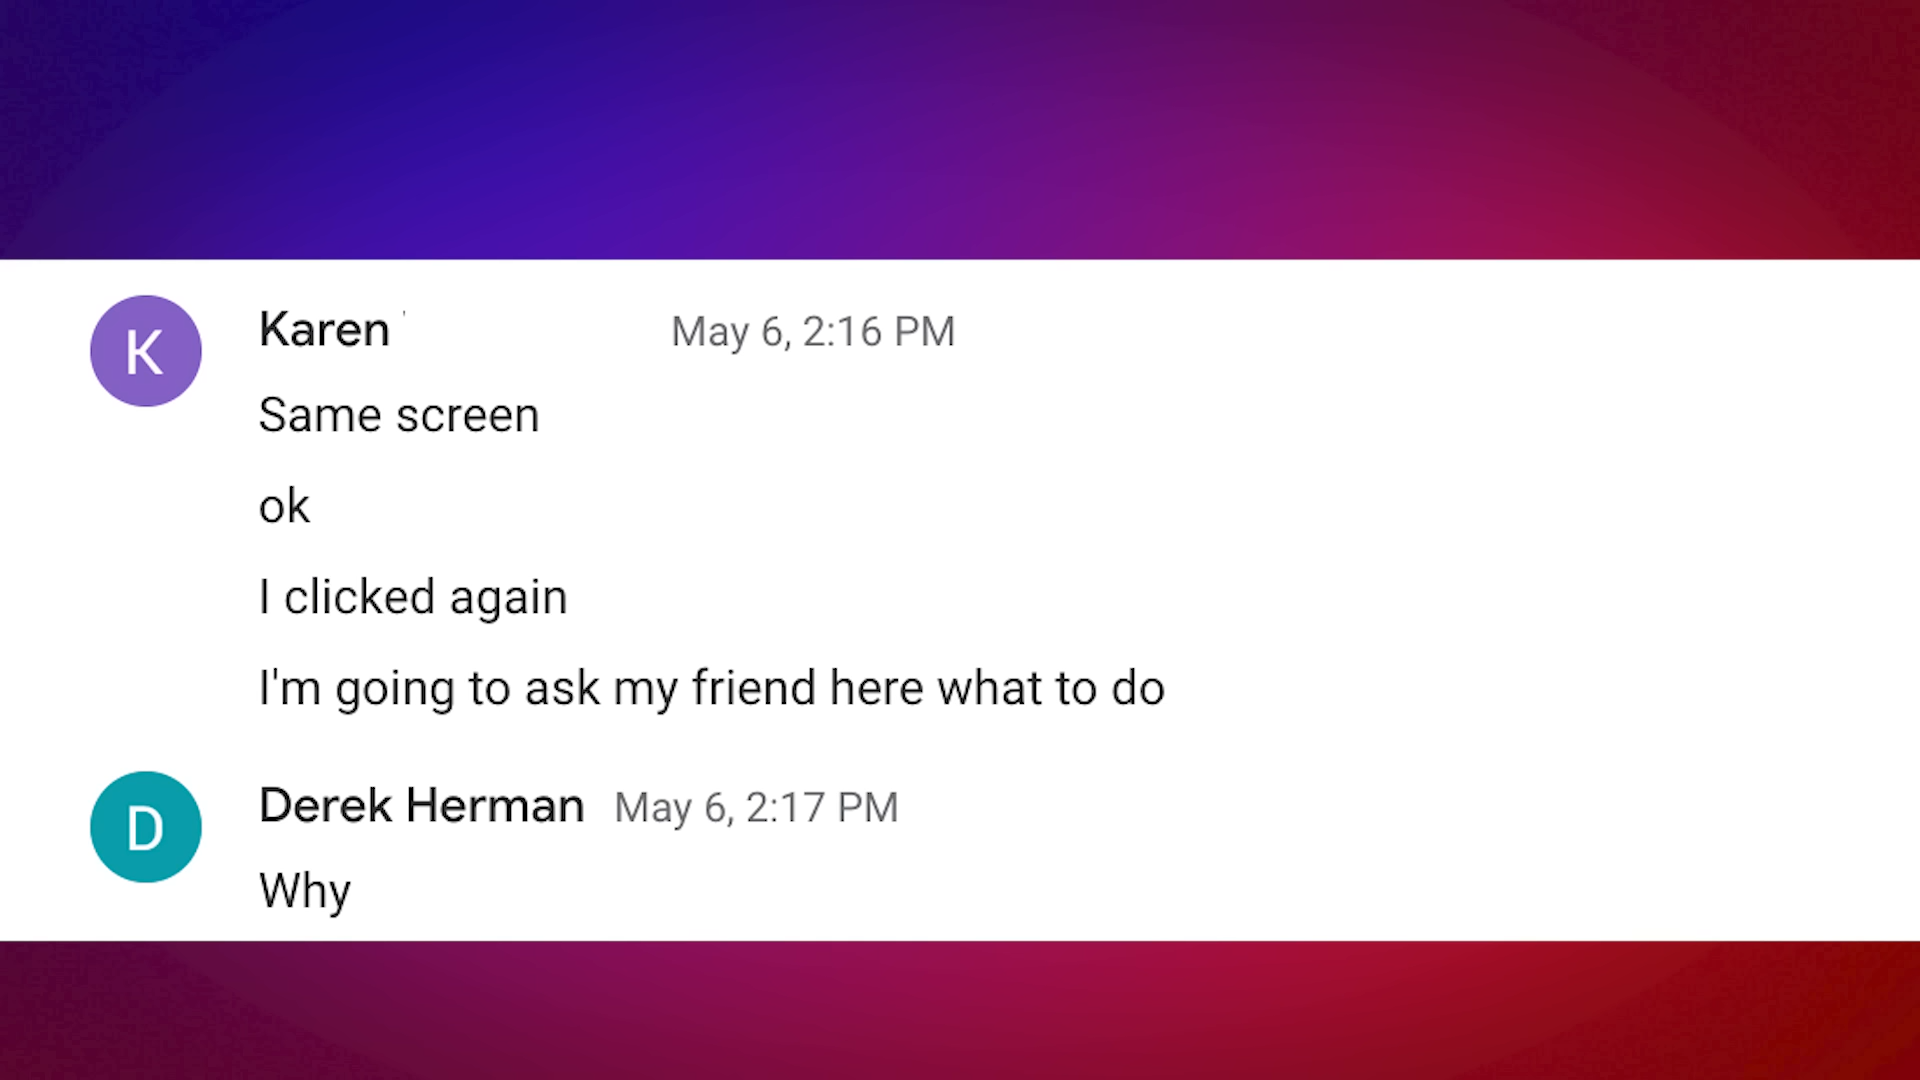 K
Karen May 6, 2:16 PM
Same screen
ok
I clicked again
I'm going to ask my friend here what to do
D
Derek Herman May 6, 2:17 PM
Why